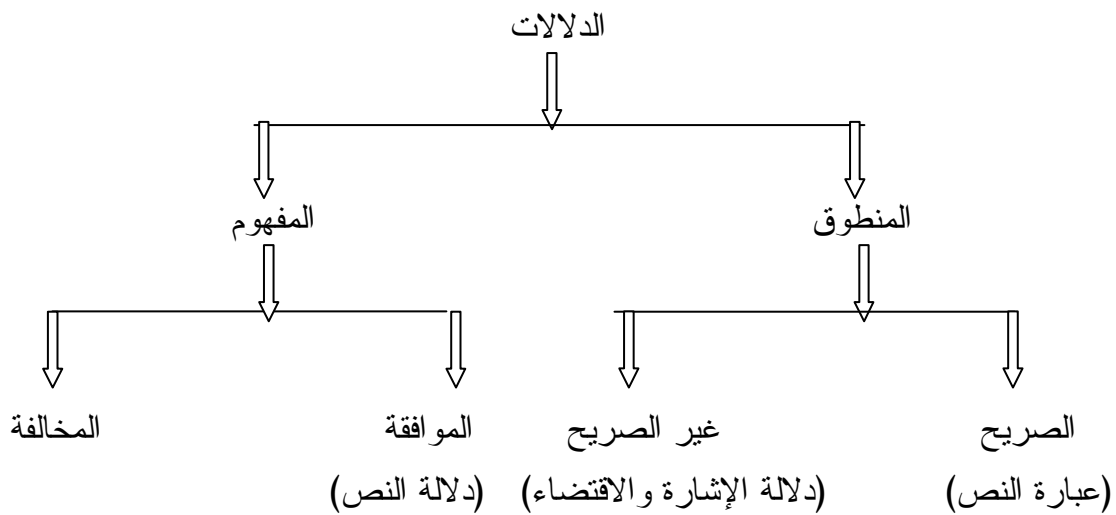 الدلالات
المنطوق
المفهوم
الصريح
غير الصريح
الموافقة
المخالفة
(عبارة النص)
(دلالة الإشارة والاقتضاء)
(دلالة النص)